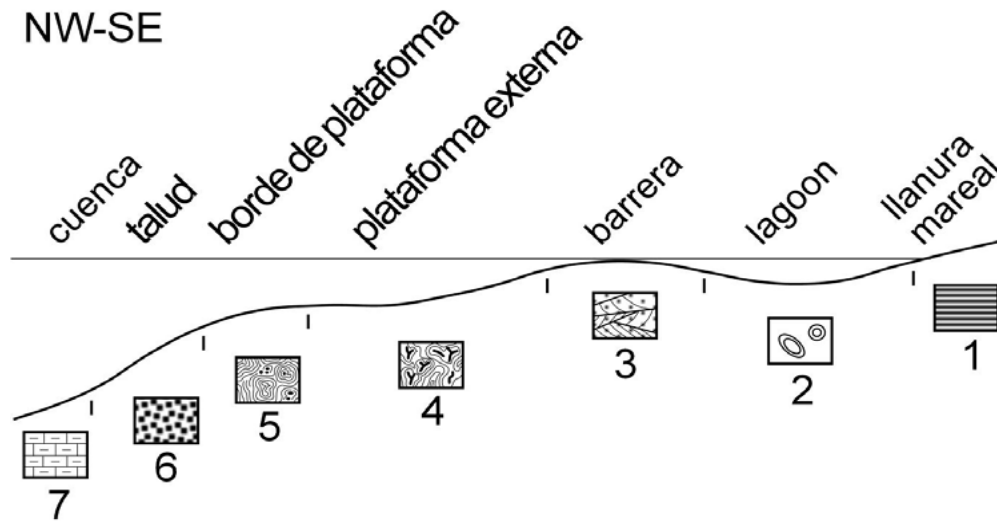 NW-SE
cuenca
talud
borde de plataforma
plataforma externa
barrera
lagoon
llanura
mareal
1
2
3
4
5
6
7